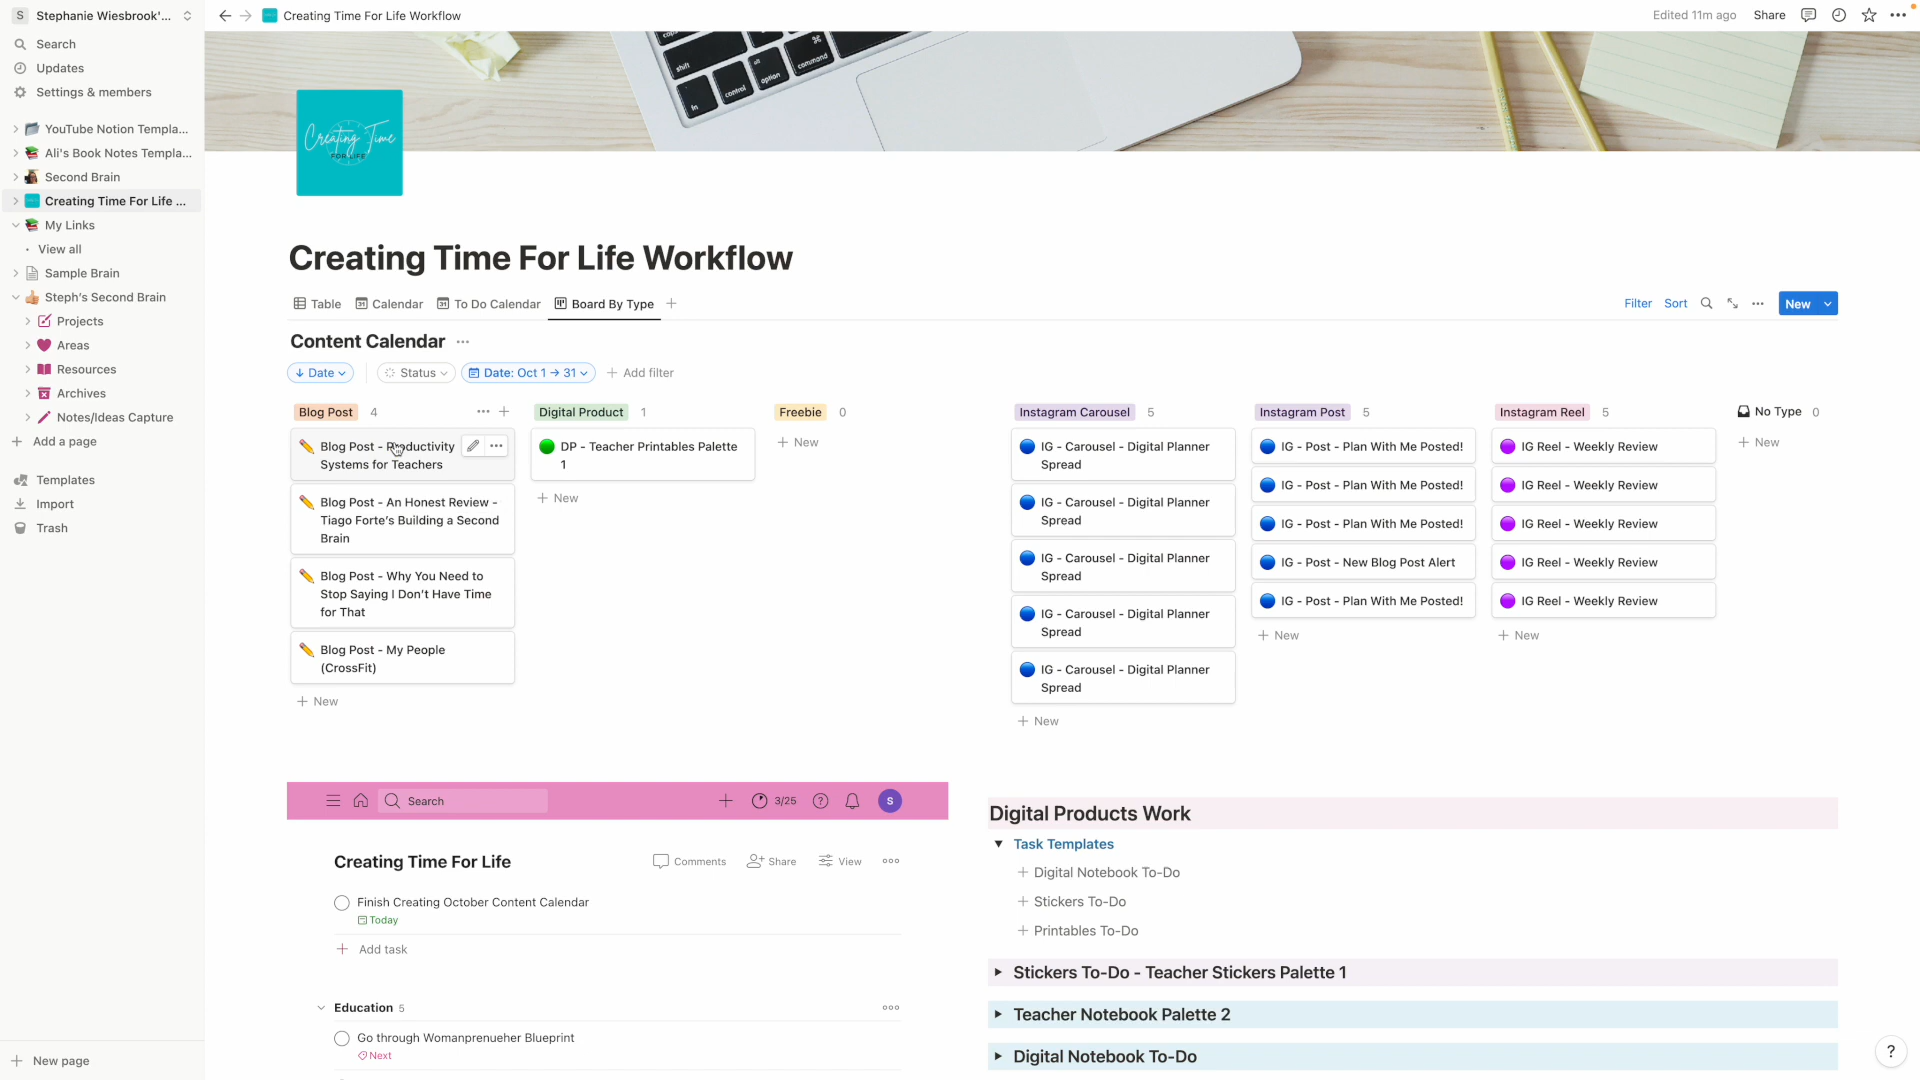 S Stephanie Wiesbrook'...
Search
Updates
Settings & members
YouTube Notion Templa...
Ali's Book Notes Templa...
Second Brain
Creating Time For Life ...
My Links
View all
Sample Brain
Steph's Second Brain
Projects
Areas
Resources
Archives
Notes/Ideas Capture
Add a page
Templates
Import
Trash
New page
Creating Time For Life Workflow
Edited 11m ago Share
shift
fn control alt option command
Creating Time
FOR LIFE
Creating Time For Life Workflow
Table Calendar To Do Calendar Board By Type
Filter Sort New
Content Calendar
Date Status Date: Oct 1 → 31 Add filter
Blog Post 4
Blog Post - Productivity
Systems for Teachers
Blog Post - An Honest Review -
Tiago Forte's Building a Second
Brain
Blog Post - Why You Need to
Stop Saying I Don't Have Time
for That
Blog Post - My People
(CrossFit)
New
Digital Product 1
DP - Teacher Printables Palette
1
New
Freebie 0
New
Instagram Carousel 5
IG - Carousel - Digital Planner
Spread
IG - Carousel - Digital Planner
Spread
IG - Carousel - Digital Planner
Spread
IG - Carousel - Digital Planner
Spread
IG - Carousel - Digital Planner
Spread
New
Instagram Post 5
IG - Post - Plan With Me Posted!
IG - Post - Plan With Me Posted!
IG - Post - Plan With Me Posted!
IG - Post - New Blog Post Alert
IG - Post - Plan With Me Posted!
New
Instagram Reel 5
IG Reel - Weekly Review
IG Reel - Weekly Review
IG Reel - Weekly Review
IG Reel - Weekly Review
IG Reel - Weekly Review
New
No Type 0
New
Search 3/25 S
Creating Time For Life Comments Share View
Finish Creating October Content Calendar
Today
Add task
Education 5
Go through Womanprenueher Blueprint
Next
Digital Products Work
Task Templates
Digital Notebook To-Do
Stickers To-Do
Printables To-Do
Stickers To-Do - Teacher Stickers Palette 1
Teacher Notebook Palette 2
Digital Notebook To-Do
?